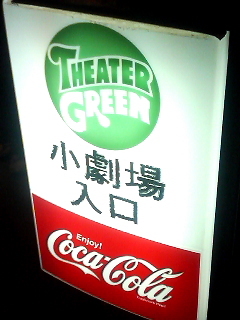 THEATER
GREEN
小劇場
入口
Enjoy!
Coca-Cola